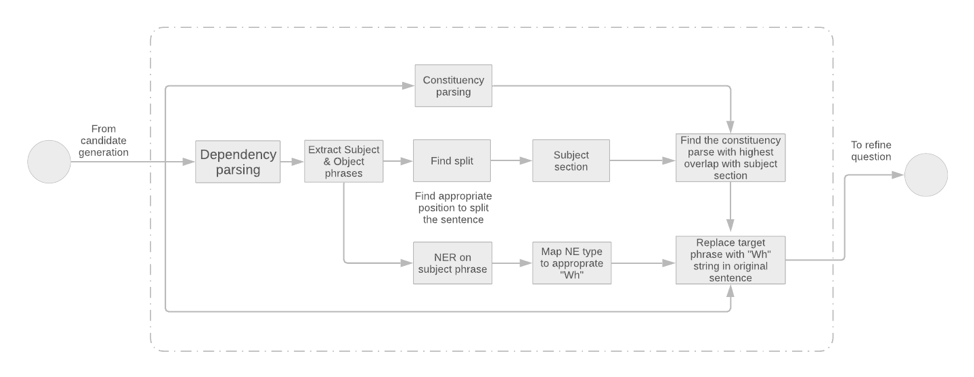 Constituency
parsing
From
candidate
generation
Dependency
parsing
Extract Subject
& Object
phrases
Find split
Subject
section
Find the constituency
parse with highest
overlap with subject
section
To refine
question
Find appropriate
position to split
the sentence
NER on
subject phrase
Map NE type
to approprate
"Wh"
Replace target
phrase with "Wh"
string in original
sentence